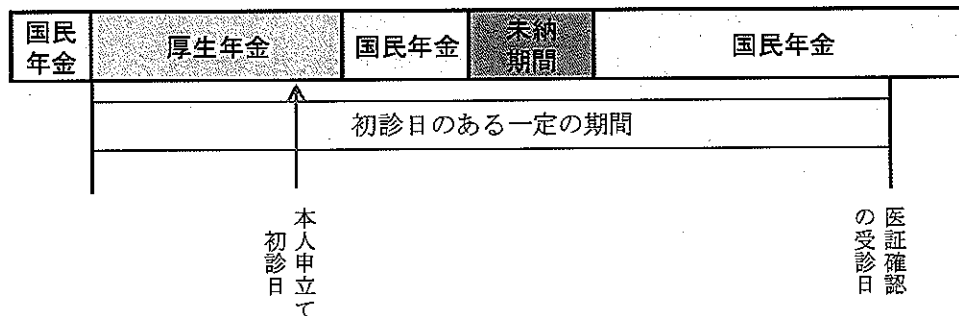 国民
年金
厚生年金
国民年金
未納
期間
国民年金
初診日のある一定の期間
本人申立て
初診日
医証確認
の受診日